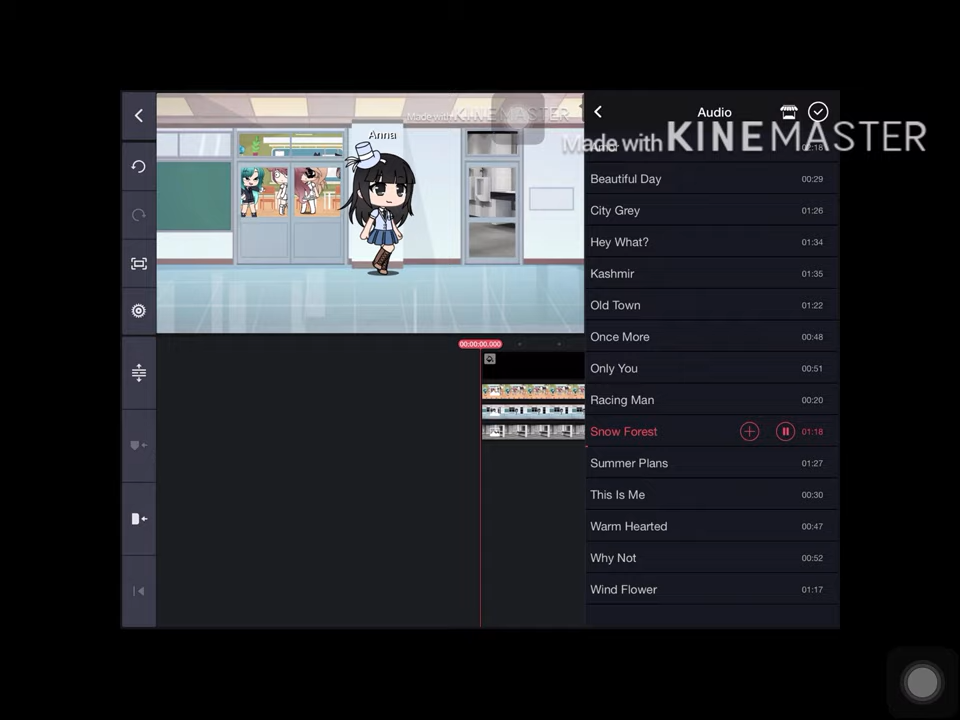 Made with KINEMASTER
Audio
Made with KINEMASTER
Anna
Beautiful Day 00:29
City Grey 01:26
Hey What? 01:34
Kashmir 01:35
Old Town 01:22
Once More 00:48
00:00:00.000
Only You 00:51
Racing Man 00:20
Snow Forest 01:18
Summer Plans 01:27
This Is Me 00:30
Warm Hearted 00:47
Why Not 00:52
Wind Flower 01:17